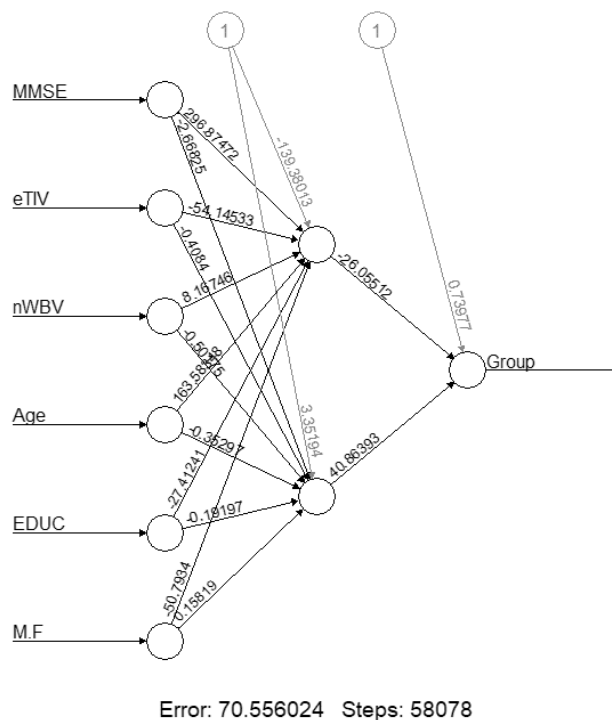 1
1
MMSE
296.87472
-2.66825
-139.38013
eTIV
-54.14533
-0.4084
-26.05512
nWBV
8.16746
-0.50375
0.73977
Group
Age
-0.35297
3.35194
40.86393
EDUC
-27.41241
-0.19197
M.F
-50.7934
0.15819
Error: 70.556024 Steps: 58078